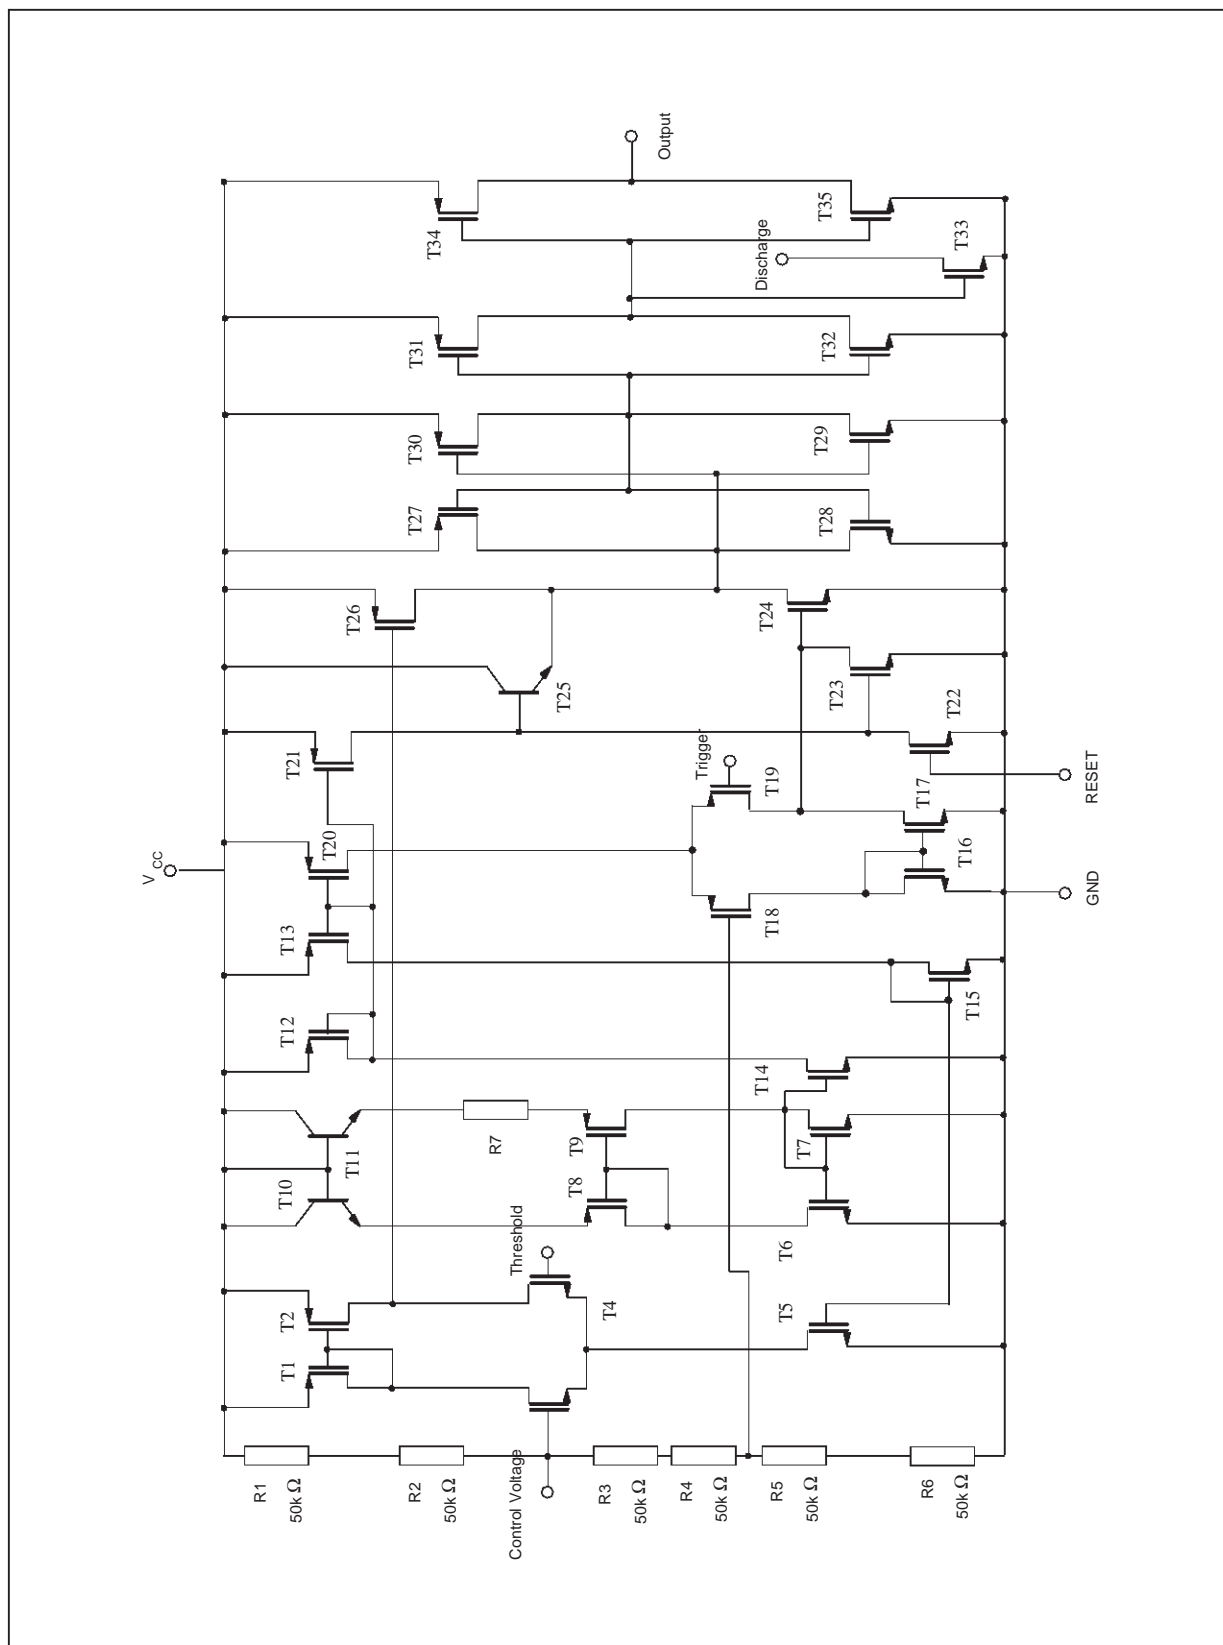 Output
T34
T35
Discharge
T33
T31
T32
T30
T29
T27
T28
T26
T24
T25
T23
T22
T21
Trigger
T19
T17
RESET
V CC
T20
T16
T18
GND
T13
T15
T12
T14
T11
R7
T9
T7
T10
T8
T6
Threshold
T2
T4
T5
T1
Control Voltage
R1
50k Ω
R2
50k Ω
R3
50k Ω
R4
50k Ω
R5
50k Ω
R6
50k Ω